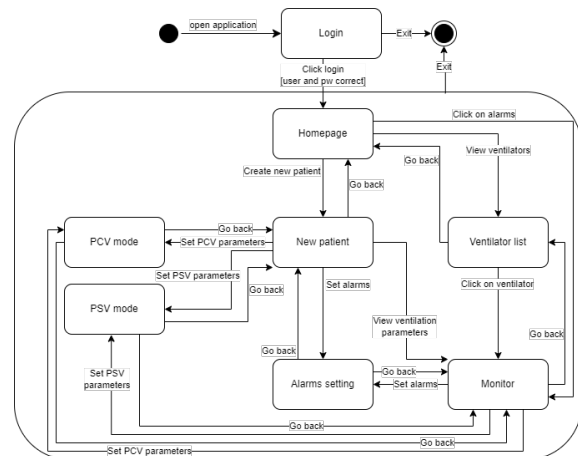 open application
Login
Exit
Click login
[user and pw correct]
Exit
Click on alarms
Homepage
View ventilators
Go back
Create new patient
Go back
PCV mode
Go back
Set PCV parameters
New patient
Ventilator list
Set PSV parameters
Click on ventilator
PSV mode
Go back
Set alarms
View ventilation
parameters
Go back
Go back
Set PSV
parameters
Alarms setting
Go back
Set alarms
Monitor
Go back
Go back
Set PCV parameters